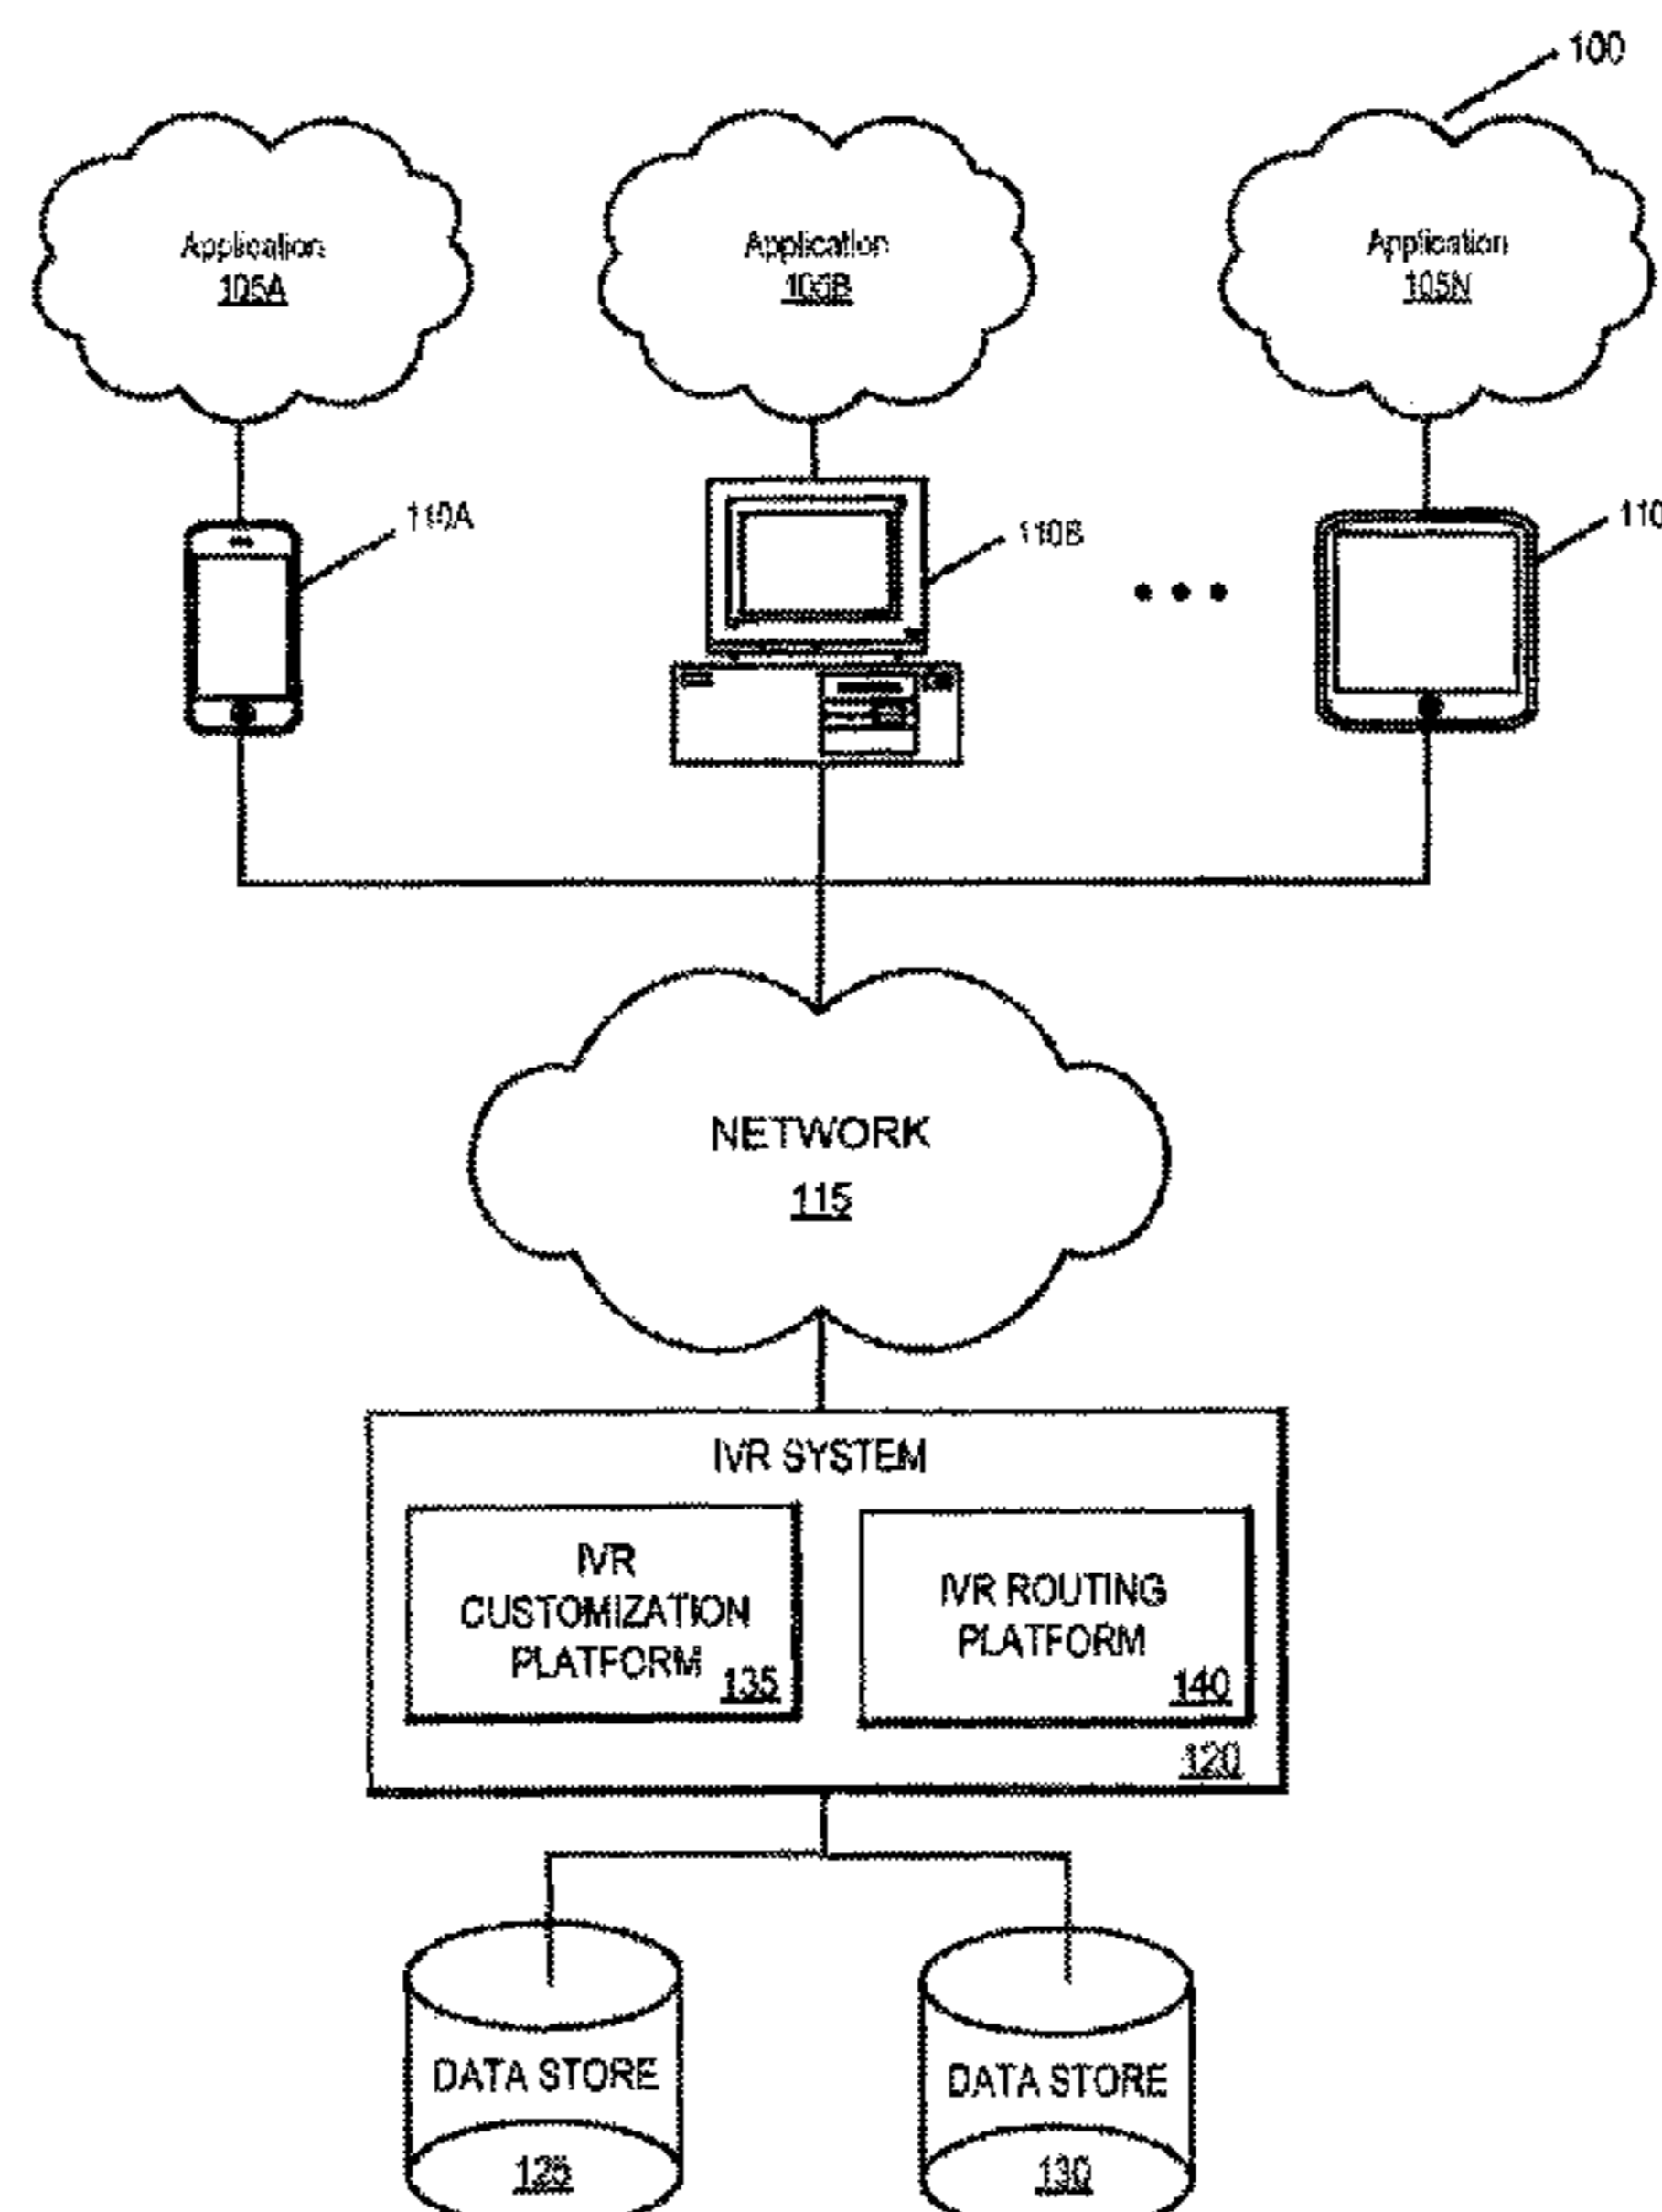 100
Application
105A
Application
105B
Application
105N
110A
110B
110
NETWORK
115
IVR SYSTEM
IVR
CUSTOMIZATION
PLATFORM
135
IVR ROUTING
PLATFORM
140
120
DATA STORE
125
DATA STORE
130